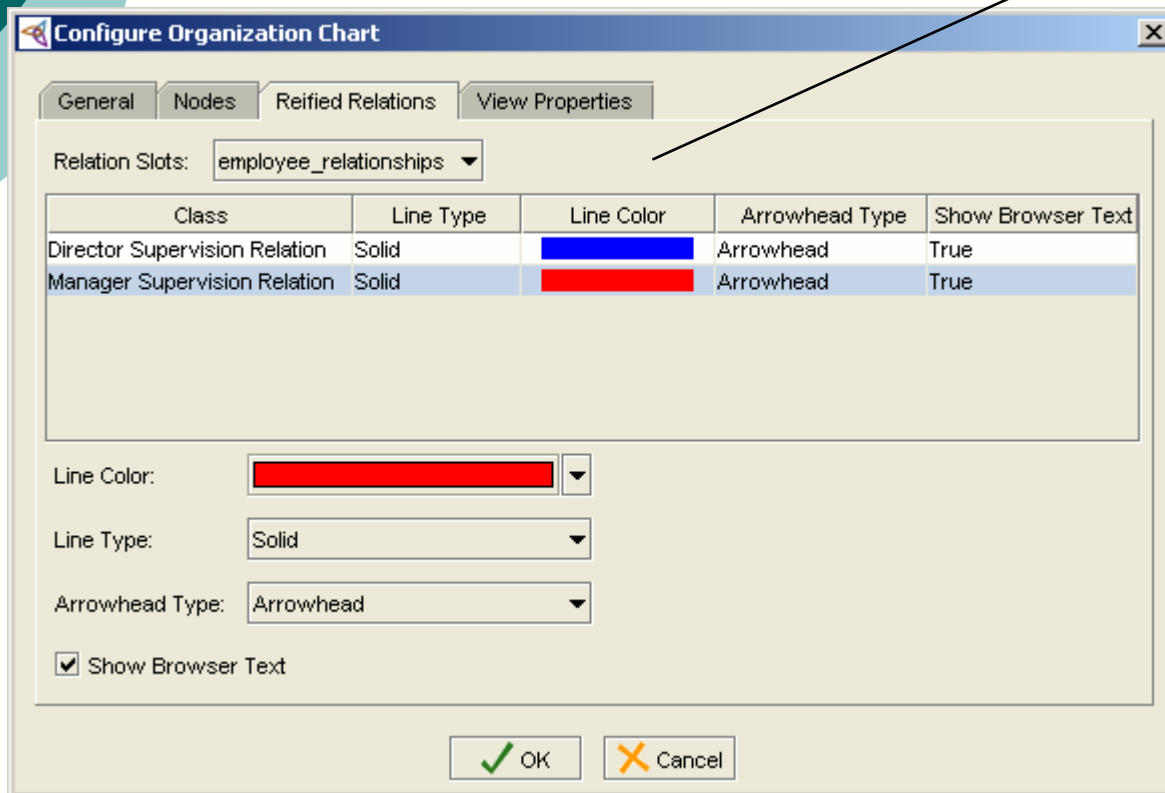 Configure Organization Chart
General Nodes Reified Relations View Properties
Relation Slots: employee_relationships
Class Line Type Line Color Arrowhead Type Show Browser Text
Director Supervision Relation Solid Arrowhead True
Manager Supervision Relation Solid Arrowhead True
Line Color:
Line Type: Solid
Arrowhead Type: Arrowhead
Show Browser Text
OK Cancel